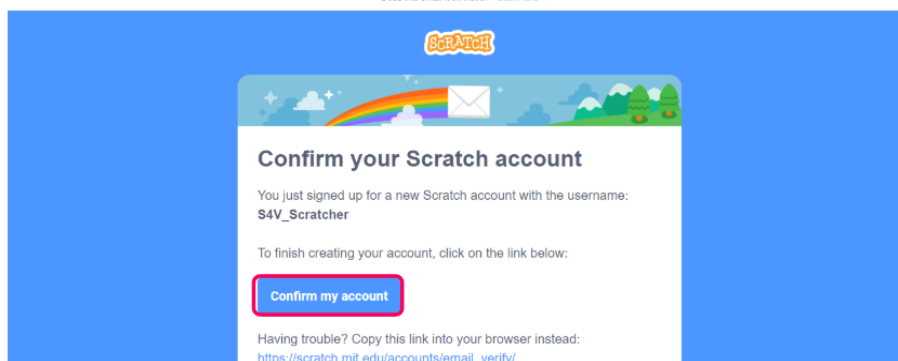 SCRATCH
Confirm your Scratch account
You just signed up for a new Scratch account with the username:
S4V_Scratcher
To finish creating your account, click on the link below:
Confirm my account
Having trouble? Copy this link into your browser instead:
https://scratch.mit.edu/accounts/email_verify/